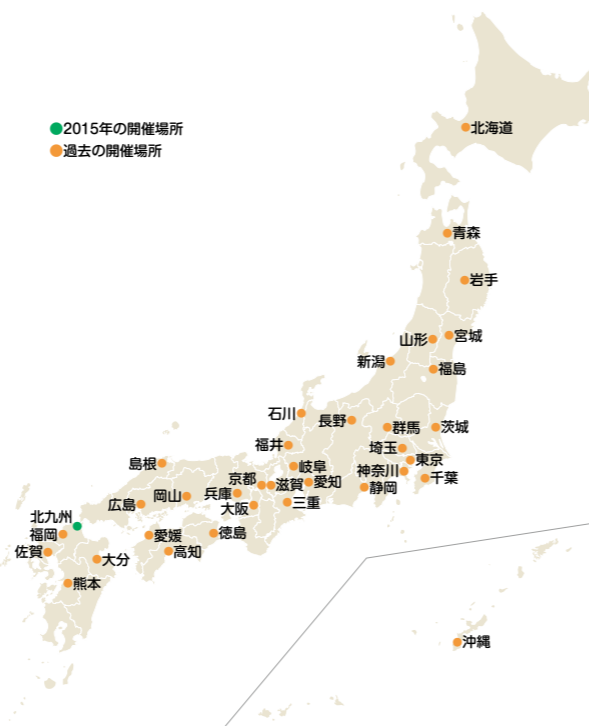 2015年の開催場所
過去の開催場所
北海道
青森
岩手
宮城
山形
新潟
福島
石川
長野
群馬
茨城
福井
埼玉
東京
岐阜
神奈川
千葉
島根
京都
滋賀
愛知
静岡
兵庫
岡山
大阪
三重
広島
北九州
福岡
愛媛
徳島
佐賀
大分
高知
熊本
沖縄